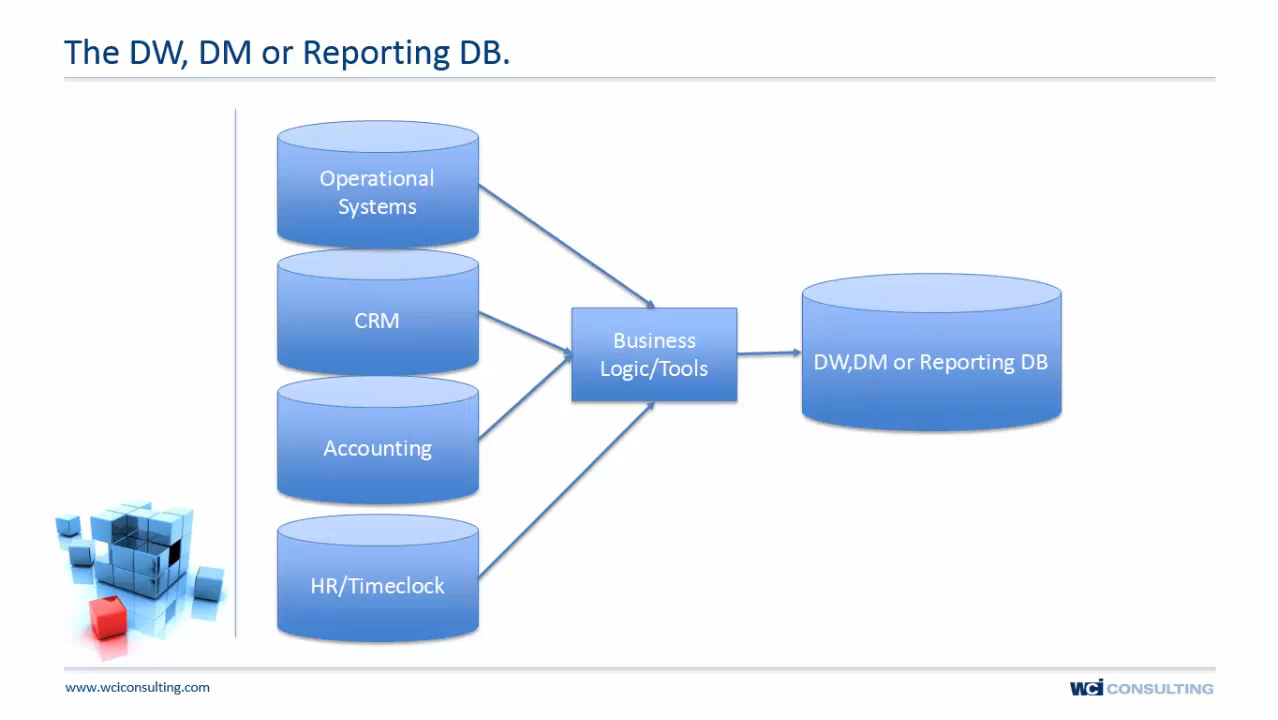 The DW, DM or Reporting DB.
Operational
Systems
CRM
Accounting
HR/Timeclock
Business
Logic/Tools
DW,DM or Reporting DB
www.wciconsulting.com
wci CONSULTING